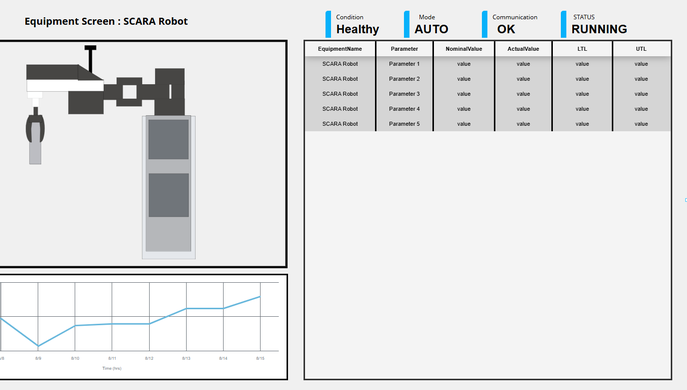 Equipment Screen : SCARA Robot
Condition
Healthy
Mode
AUTO
Communication
OK
STATUS
RUNNING
EquipmentName Parameter NominalValue ActualValue LTL UTL
SCARA Robot Parameter 1 value value value value
SCARA Robot Parameter 2 value value value value
SCARA Robot Parameter 3 value value value value
SCARA Robot Parameter 4 value value value value
SCARA Robot Parameter 5 value value value value
8/9 8/10 8/11 8/12 8/13 8/14 8/15
Time (hrs)